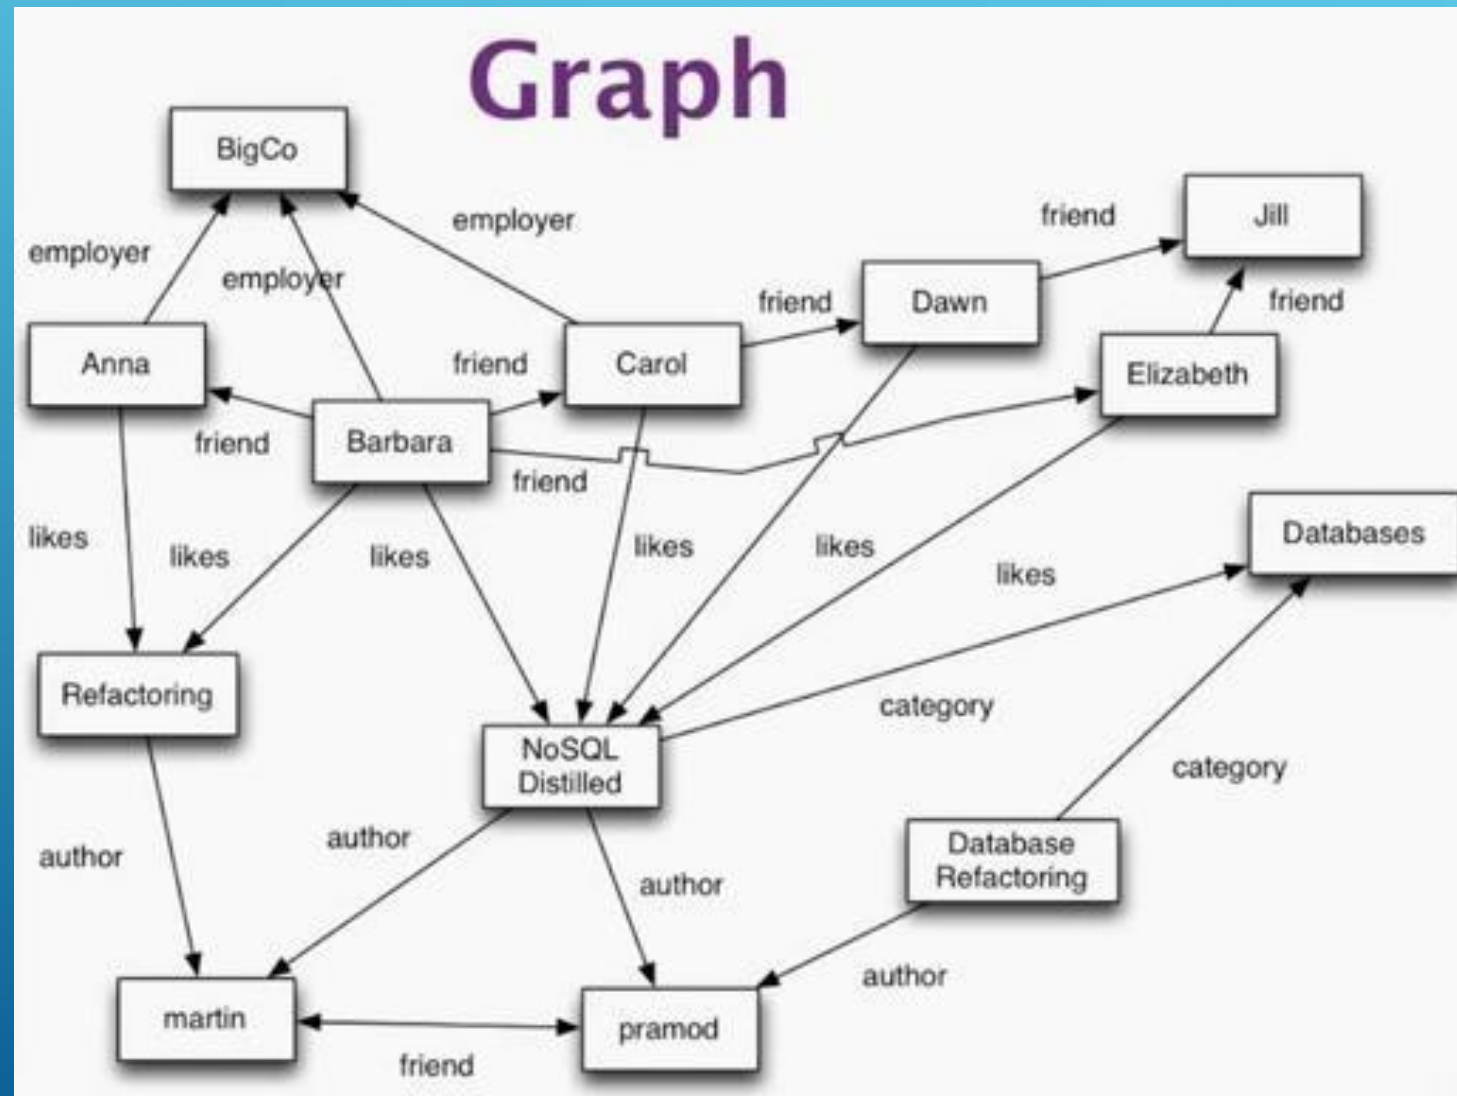 Graph
BigCo
employer
friend
Jill
employer
employer
friend
Dawn
friend
Anna
friend
Carol
Elizabeth
friend
Barbara
friend
likes
likes
likes
likes
likes
likes
Databases
Refactoring
category
NoSQL
Distilled
category
author
author
author
Database
Refactoring
author
martin
pramod
friend